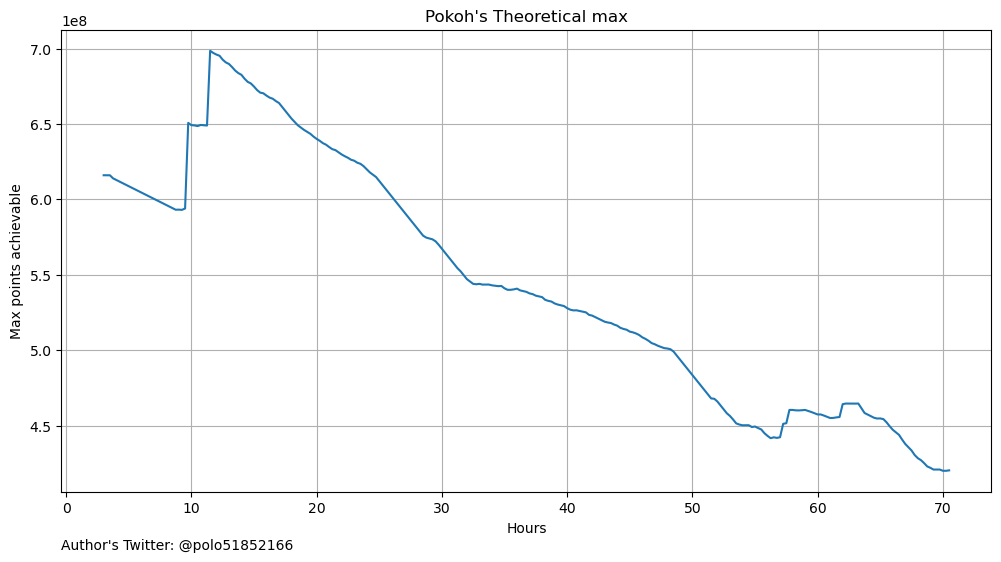 Pokoh's Theoretical max
1e8
7.0
6.5
6.0
5.5
5.0
4.5
Max points achievable
0 10 20 30 40 50 60 70
Hours
Author's Twitter: @polo51852166